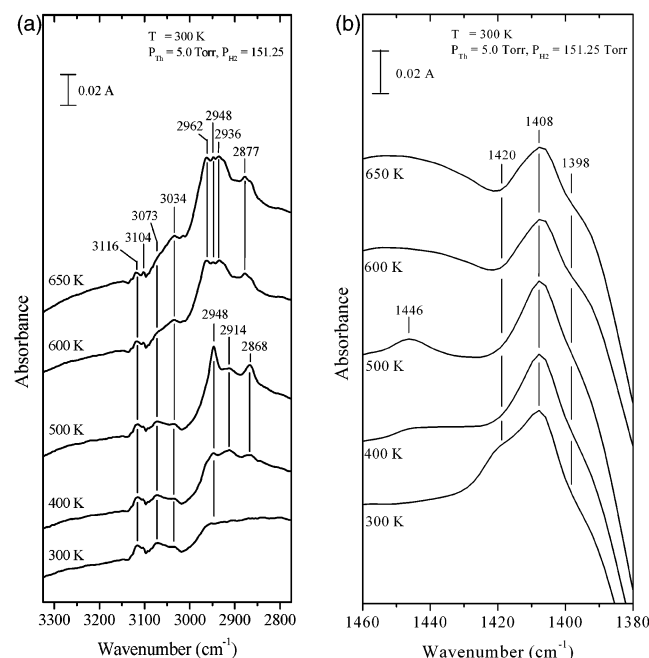 (a)
T = 300 K
P_Th = 5.0 Torr, P_H2 = 151.25
0.02 A
2948
2962
2936
2877
3034
3073
3104
3116
650 K
600 K
2948
2914
2868
500 K
400 K
300 K
Absorbance
3300 3200 3100 3000 2900 2800
Wavenumber (cm⁻¹)
(b)
T = 300 K
P_Th = 5.0 Torr, P_H2 = 151.25 Torr
0.02 A
1408
1420
1398
650 K
600 K
1446
500 K
400 K
300 K
Absorbance
1460 1440 1420 1400 1380
Wavenumber (cm⁻¹)